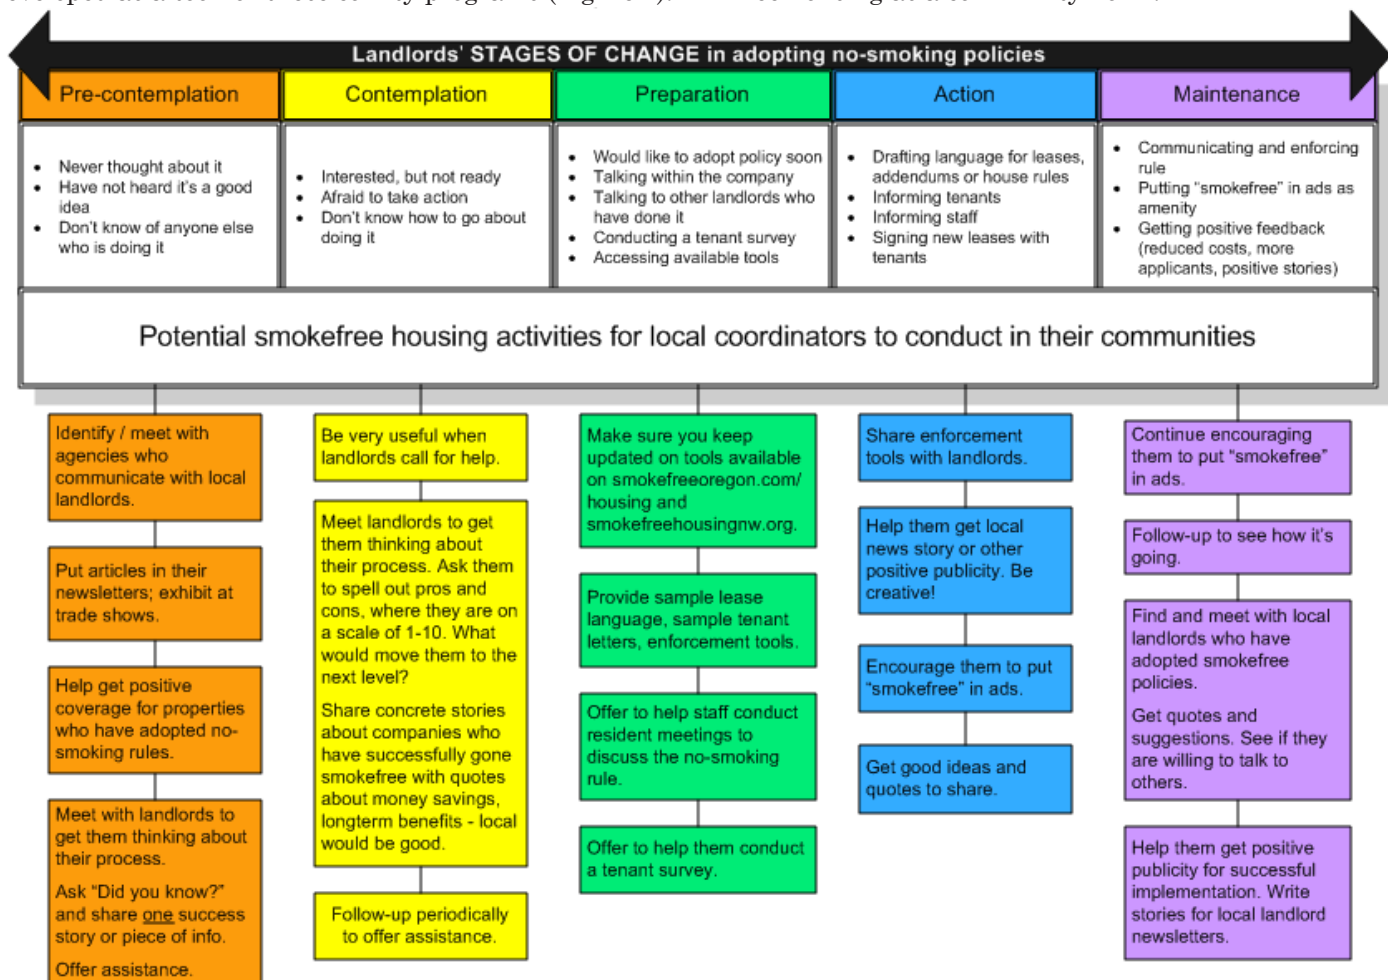 Landlords' STAGES OF CHANGE in adopting no-smoking policies
Pre-contemplation
Contemplation
Preparation
Action
Maintenance
• Never thought about it
• Have not heard it's a good
idea
• Don't know of anyone else
who is doing it
• Interested, but not ready
• Afraid to take action
• Don't know how to go about
doing it
• Would like to adopt policy soon
• Talking within the company
• Talking to other landlords who
have done it
• Conducting a tenant survey
• Accessing available tools
• Drafting language for leases,
addendums or house rules
• Informing tenants
• Informing staff
• Signing new leases with
tenants
• Communicating and enforcing
rule
• Putting "smokefree" in ads as
amenity
• Getting positive feedback
(reduced costs, more
applicants, positive stories)
Potential smokefree housing activities for local coordinators to conduct in their communities
Identify / meet with
agencies who
communicate with local
landlords.
Put articles in their
newsletters; exhibit at
trade shows.
Help get positive
coverage for properties
who have adopted no-
smoking rules.
Meet with landlords to
get them thinking about
their process.
Ask "Did you know?"
and share one success
story or piece of info.
Offer assistance.
Be very useful when
landlords call for help.
Meet landlords to get
them thinking about
their process. Ask them
to spell out pros and
cons, where they are on
a scale of 1-10. What
would move them to the
next level?
Share concrete stories
about companies who
have successfully gone
smokefree with quotes
about money savings,
longterm benefits - local
would be good.
Follow-up periodically
to offer assistance.
Make sure you keep
updated on tools available
on smokefreeoregon.com/
housing and
smokefreehousingnw.org.
Provide sample lease
language, sample tenant
letters, enforcement tools.
Offer to help staff conduct
resident meetings to
discuss the no-smoking
rule.
Offer to help them conduct
a tenant survey.
Share enforcement
tools with landlords.
Help them get local
news story or other
positive publicity. Be
creative!
Encourage them to put
"smokefree" in ads.
Get good ideas and
quotes to share.
Continue encouraging
them to put "smokefree"
in ads.
Follow-up to see how it's
going.
Find and meet with local
landlords who have
adopted smokefree
policies.
Get quotes and
suggestions. See if they
are willing to talk to
others.
Help them get positive
publicity for successful
implementation. Write
stories for local landlord
newsletters.